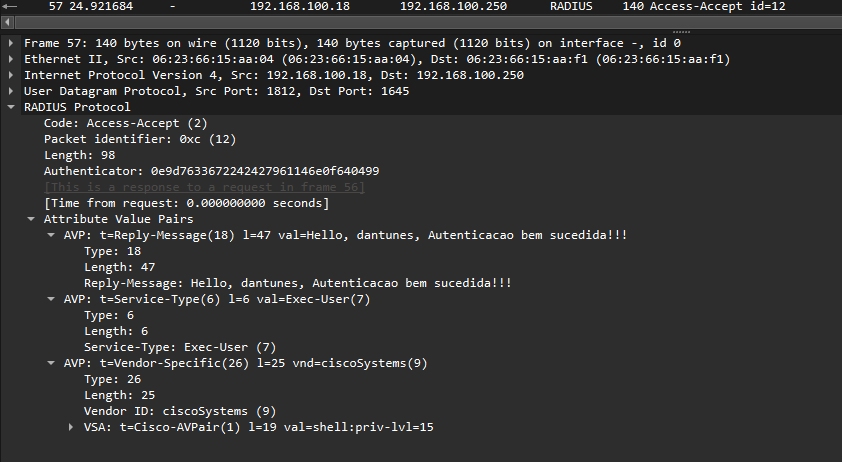 57 24.921684 - 192.168.100.18 192.168.100.250 RADIUS 140 Access-Accept id=12
Frame 57: 140 bytes on wire (1120 bits), 140 bytes captured (1120 bits) on interface -, id 0
Ethernet II, Src: 06:23:66:15:aa:04 (06:23:66:15:aa:04), Dst: 06:23:66:15:aa:f1 (06:23:66:15:aa:f1)
Internet Protocol Version 4, Src: 192.168.100.18, Dst: 192.168.100.250
User Datagram Protocol, Src Port: 1812, Dst Port: 1645
RADIUS Protocol
Code: Access-Accept (2)
Packet identifier: 0xc (12)
Length: 98
Authenticator: 0e9d7633672242427961146e0f640499
[This is a response to a request in frame 56]
[Time from request: 0.000000000 seconds]
Attribute Value Pairs
AVP: t=Reply-Message(18) l=47 val=Hello, dantunes, Autenticacao bem sucedida!!!
Type: 18
Length: 47
Reply-Message: Hello, dantunes, Autenticacao bem sucedida!!!
AVP: t=Service-Type(6) l=6 val=Exec-User(7)
Type: 6
Length: 6
Service-Type: Exec-User (7)
AVP: t=Vendor-Specific(26) l=25 vnd=ciscoSystems(9)
Type: 26
Length: 25
Vendor ID: ciscoSystems (9)
VSA: t=Cisco-AVPair(1) l=19 val=shell:priv-lvl=15